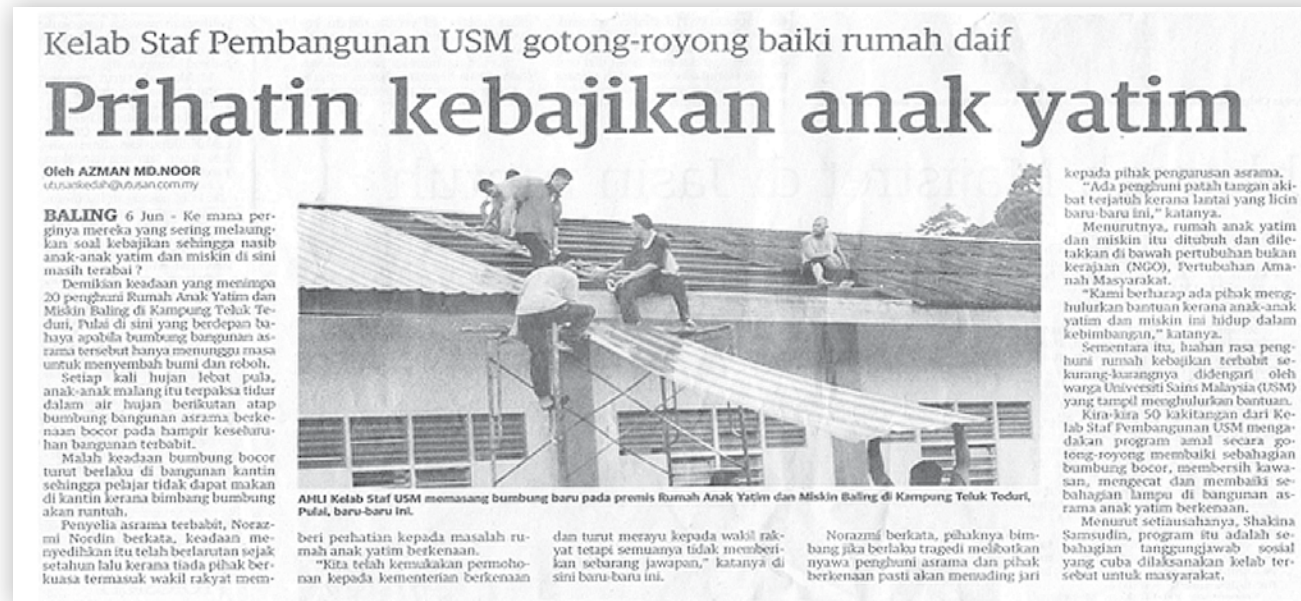 Kelab Staf Pembangunan USM gotong-royong baiki rumah daif
Prihatin kebajikan anak yatim
Oleh AZMAN MD.NOOR
utusankedah@utusan.com.my
BALING 6 Jun - Ke mana per-
ginya mereka yang sering melaung-
kan soal kebajikan sehingga nasib
anak-anak yatim dan miskin di sini
masih terabai ?
Demikian keadaan yang menimpa
20 penghuni Rumah Anak Yatim dan
Miskin Baling di Kampung Teluk Te-
duri, Pulai di sini yang berdepan ba-
haya apabila bumbung bangunan as-
rama tersebut hanya menunggu masa
untuk menyembah bumi dan roboh.
Setiap kali hujan lebat pula,
anak-anak malang itu terpaksa tidur
dalam air hujan berikutan atap
bumbung bangunan asrama berke-
naan bocor pada hampir keseluru-
han bangunan terbabit.
Malah keadaan bumbung bocor
turut berlaku di bangunan kantin
sehingga pelajar tidak dapat makan
di kantin kerana bimbang bumbung
akan runtuh.
Penyelia asrama terbabit, Noraz-
mi Nordin berkata, keadaan me-
nyedihkan itu telah berlarutan sejak
setahun lalu kerana tiada pihak ber-
kuasa termasuk wakil rakyat mem-
AHLI Kelab Staf USM memasang bumbung baru pada premis Rumah Anak Yatim dan Miskin Baling di Kampung Teluk Teduri,
Pulai, baru-baru ini.
beri perhatian kepada masalah ru-
mah anak yatim berkenaan.
"Kita telah kemukakan permoho-
nan kepada kementerian berkenaan
dan turut merayu kepada wakil rak-
yat tetapi semuanya tidak memberi-
kan sebarang jawapan," katanya di
sini baru-baru ini.
Norazmi berkata, pihaknya bim-
bang jika berlaku tragedi melibatkan
nyawa penghuni asrama dan pihak
berkenaan pasti akan menuding jari
kepada pihak pengurusan asrama.
"Ada penghuni patah tangan aki-
bat terjatuh kerana lantai yang licin
baru-baru ini," katanya.
Menurutnya, rumah anak yatim
dan miskin itu ditubuh dan dile-
takkan di bawah pertubuhan bukan
kerajaan (NGO), Pertubuhan Ama-
nah Masyarakat.
"Kami berharap ada pihak meng-
hulurkan bantuan kerana anak-anak
yatim dan miskin ini hidup dalam
kebimbangan," katanya.
Sementara itu, luahan rasa peng-
huni rumah kebajikan terbabit se-
kurang-kurangnya didengari oleh
warga Universiti Sains Malaysia (USM)
yang tampil menghulurkan bantuan.
Kira-kira 50 kakitangan dari Ke-
lab Staf Pembangunan USM menga-
dakan program amal secara go-
tong-royong membaiki sebahagian
bumbung bocor, membersih kawa-
san, mengecat dan membaiki se-
bahagian lampu di bangunan as-
rama anak yatim berkenaan.
Menurut setiausahanya, Shakina
Samsudin, program itu adalah se-
bahagian tanggungjawab sosial
yang cuba dilaksanakan kelab ter-
sebut untuk masyarakat.